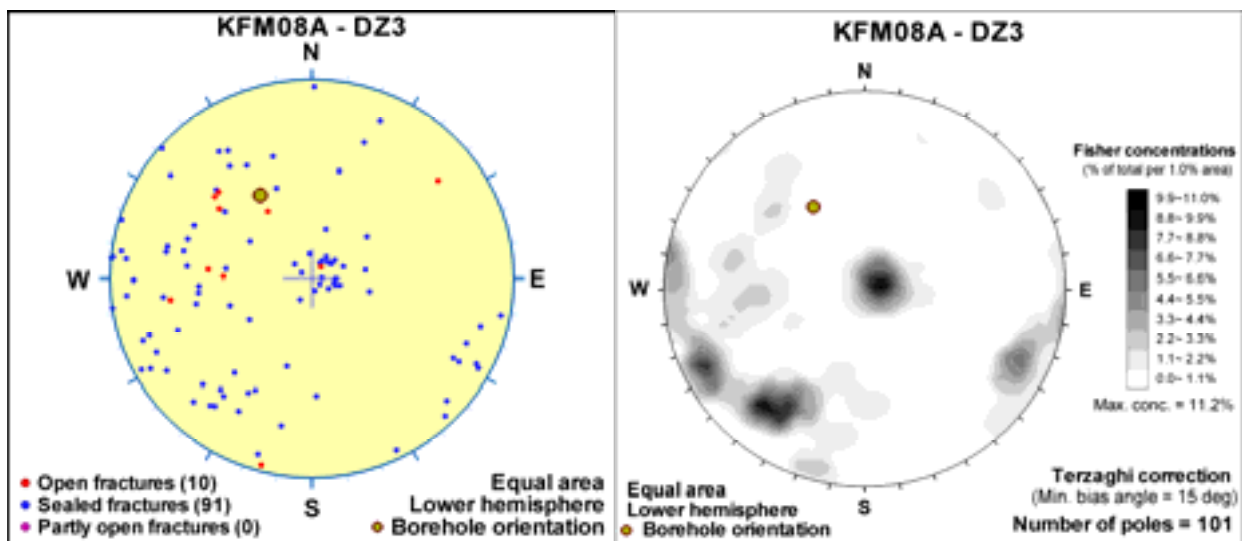 KFM08A - DZ3
N
W
E
S
Open fractures (10)
Sealed fractures (91)
Partly open fractures (0)
Equal area
Lower hemisphere
Borehole orientation
KFM08A - DZ3
N
W
E
S
Fisher concentrations
(% of total per 1.0% area)
9.9~11.0%
8.8~ 9.9%
7.7~ 8.8%
6.6~ 7.7%
5.5~ 6.6%
4.4~ 5.5%
3.3~ 4.4%
2.2~ 3.3%
1.1~ 2.2%
0.0~ 1.1%
Max. conc. = 11.2%
Equal area
Lower hemisphere
Borehole orientation
Terzaghi correction
(Min. bias angle = 15 deg)
Number of poles = 101